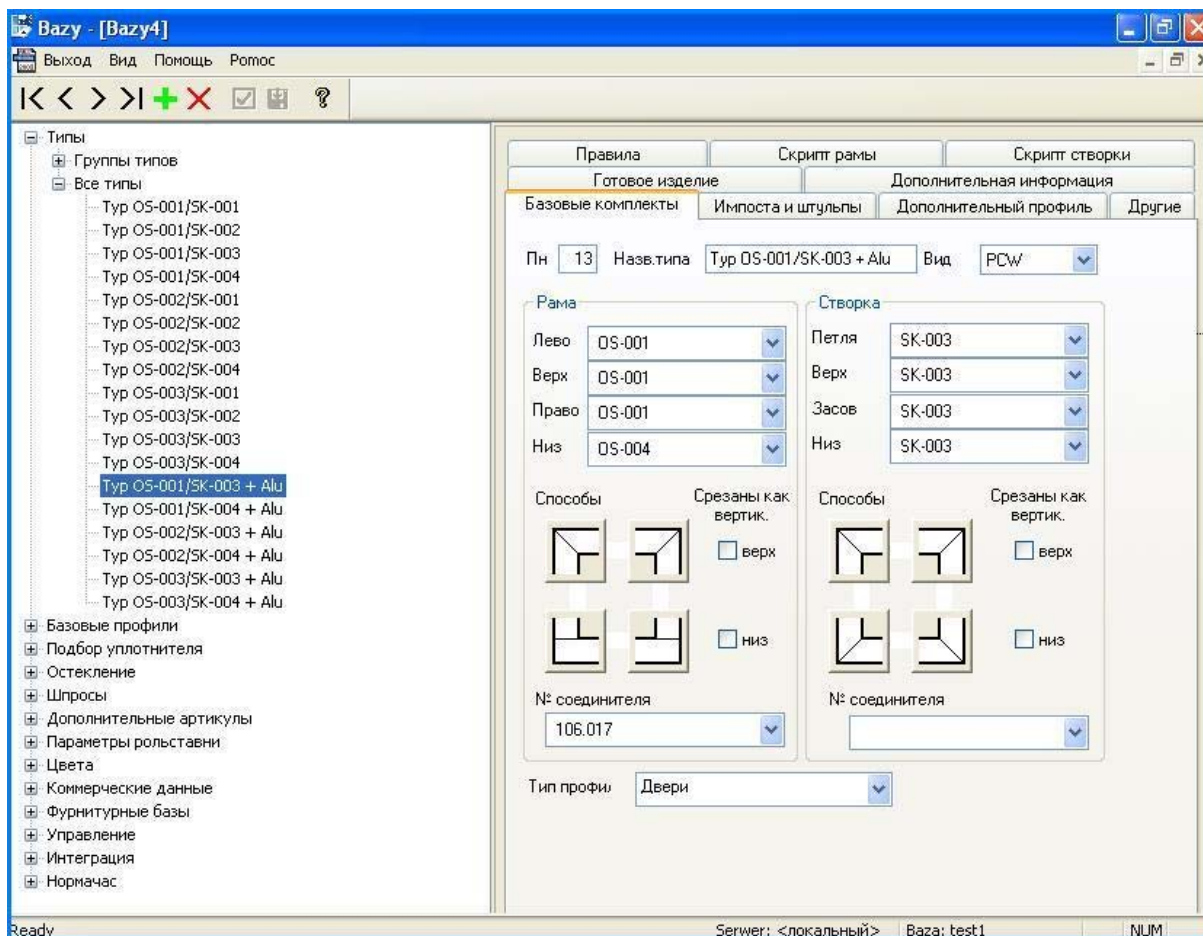 Bazy - [Bazy4]
Выход Вид Помощь Pomoc
Типы
Группы типов
Все типы
Typ OS-001/SK-001
Typ OS-001/SK-002
Typ OS-001/SK-003
Typ OS-001/SK-004
Typ OS-002/SK-001
Typ OS-002/SK-002
Typ OS-002/SK-003
Typ OS-002/SK-004
Typ OS-003/SK-001
Typ OS-003/SK-002
Typ OS-003/SK-003
Typ OS-003/SK-004
Typ OS-001/SK-003 + Alu
Typ OS-001/SK-004 + Alu
Typ OS-002/SK-003 + Alu
Typ OS-002/SK-004 + Alu
Typ OS-003/SK-003 + Alu
Typ OS-003/SK-004 + Alu
Базовые профили
Подбор уплотнителя
Остекление
Шпросы
Дополнительные артикулы
Параметры рольставни
Цвета
Коммерческие данные
Фурнитурные базы
Управление
Интеграция
Нормачас
Правила Скрипт рамы Скрипт створки
Готовое изделие Дополнительная информация
Базовые комплекты Импоста и штульпы Дополнительный профиль Другие
Пн 13 Назв.типа Typ OS-001/SK-003 + Alu Вид PCW
Рама
Лево OS-001
Верх OS-001
Право OS-001
Низ OS-004
Способы Срезаны как
вертик.
верх
низ
№ соединителя
106.017
Створка
Петля SK-003
Верх SK-003
Засов SK-003
Низ SK-003
Способы Срезаны как
вертик.
верх
низ
№ соединителя
Тип профи Двери
Ready Serwer: <локальный> Baza: test1 NUM